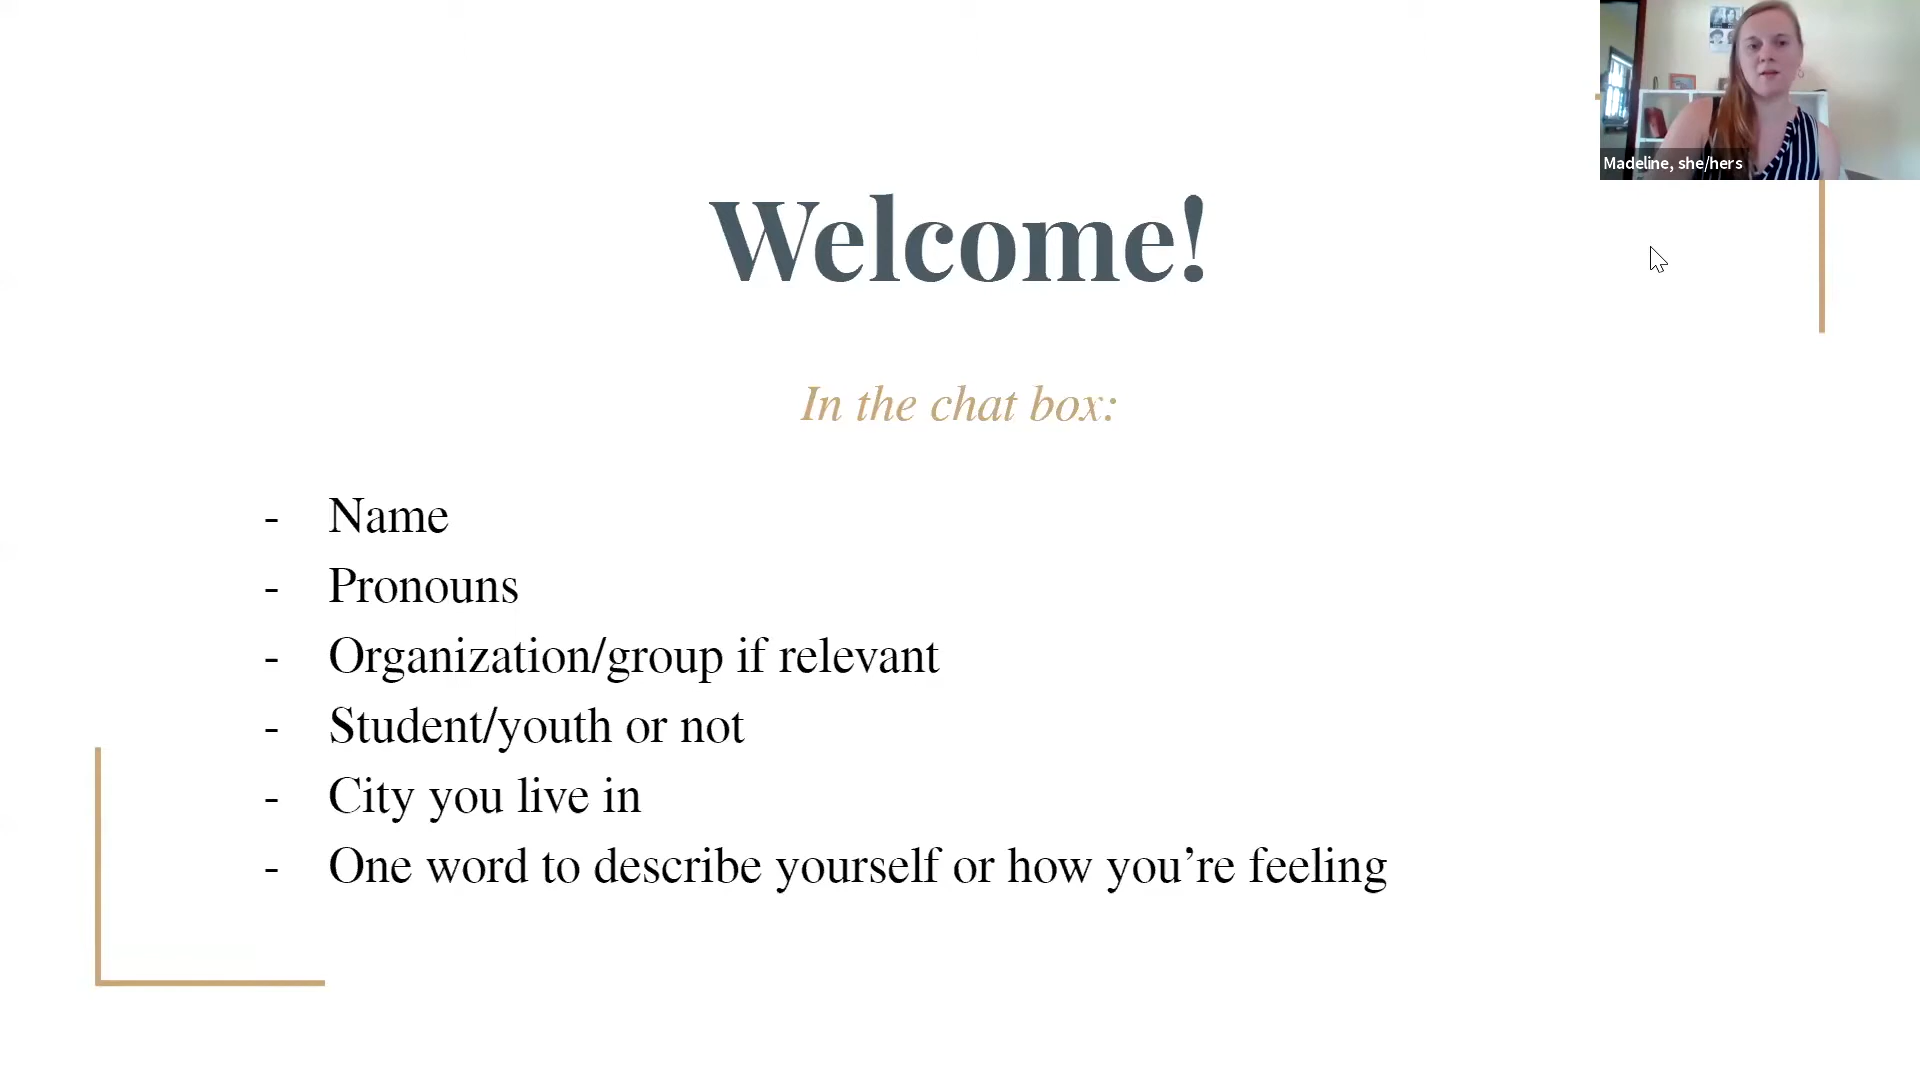 Madeline, she/hers
Welcome!
In the chat box:
- Name
- Pronouns
- Organization/group if relevant
- Student/youth or not
- City you live in
- One word to describe yourself or how you’re feeling